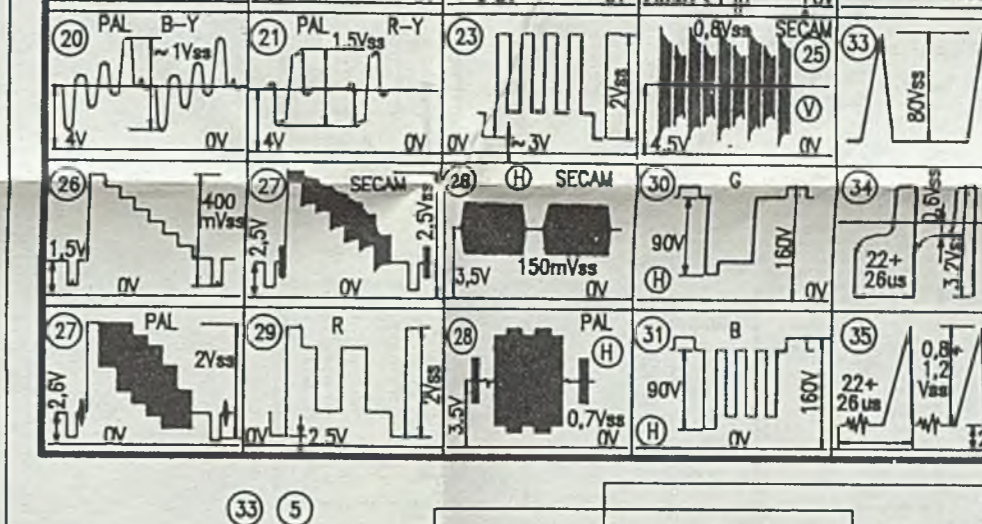 20 PAL B-Y
~1Vss
4V 0V
21 PAL R-Y
1.5Vss
4V 0V
23
2Vss
~3V
0V
0,8Vss SECAM
25
V
4.5V 0V
33
80Vss
26
400
mVss
1.5V
0V
27 SECAM
2,5V
2,5Vss
0V
28 H SECAM
3,5V
150mVss
0V
30 G
90V
160V
H
0V
34
0,6Vss
22+
26us
3.2Vss
27 PAL
2,6V
2Vss
0V
29 R
2Vss
0V 2.5V
28 PAL
H
3.5V
0,7Vss
0V
31 B
90V
160V
H
0V
35
0,8+
1,2
Vss
22+
26us
33 5